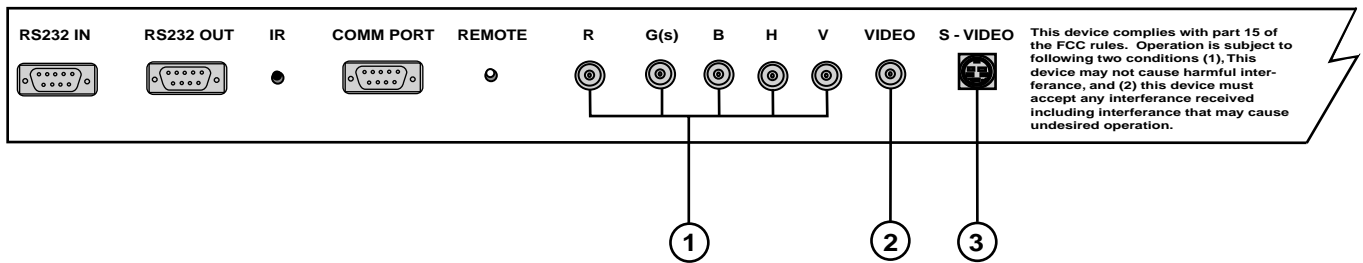 RS232 IN RS232 OUT IR COMM PORT REMOTE R G(s) B H V VIDEO S - VIDEO
This device complies with part 15 of
the FCC rules. Operation is subject to
following two conditions (1), This
device may not cause harmful inter-
ferance, and (2) this device must
accept any interference received
including interference that may cause
undesired operation.
1 2 3